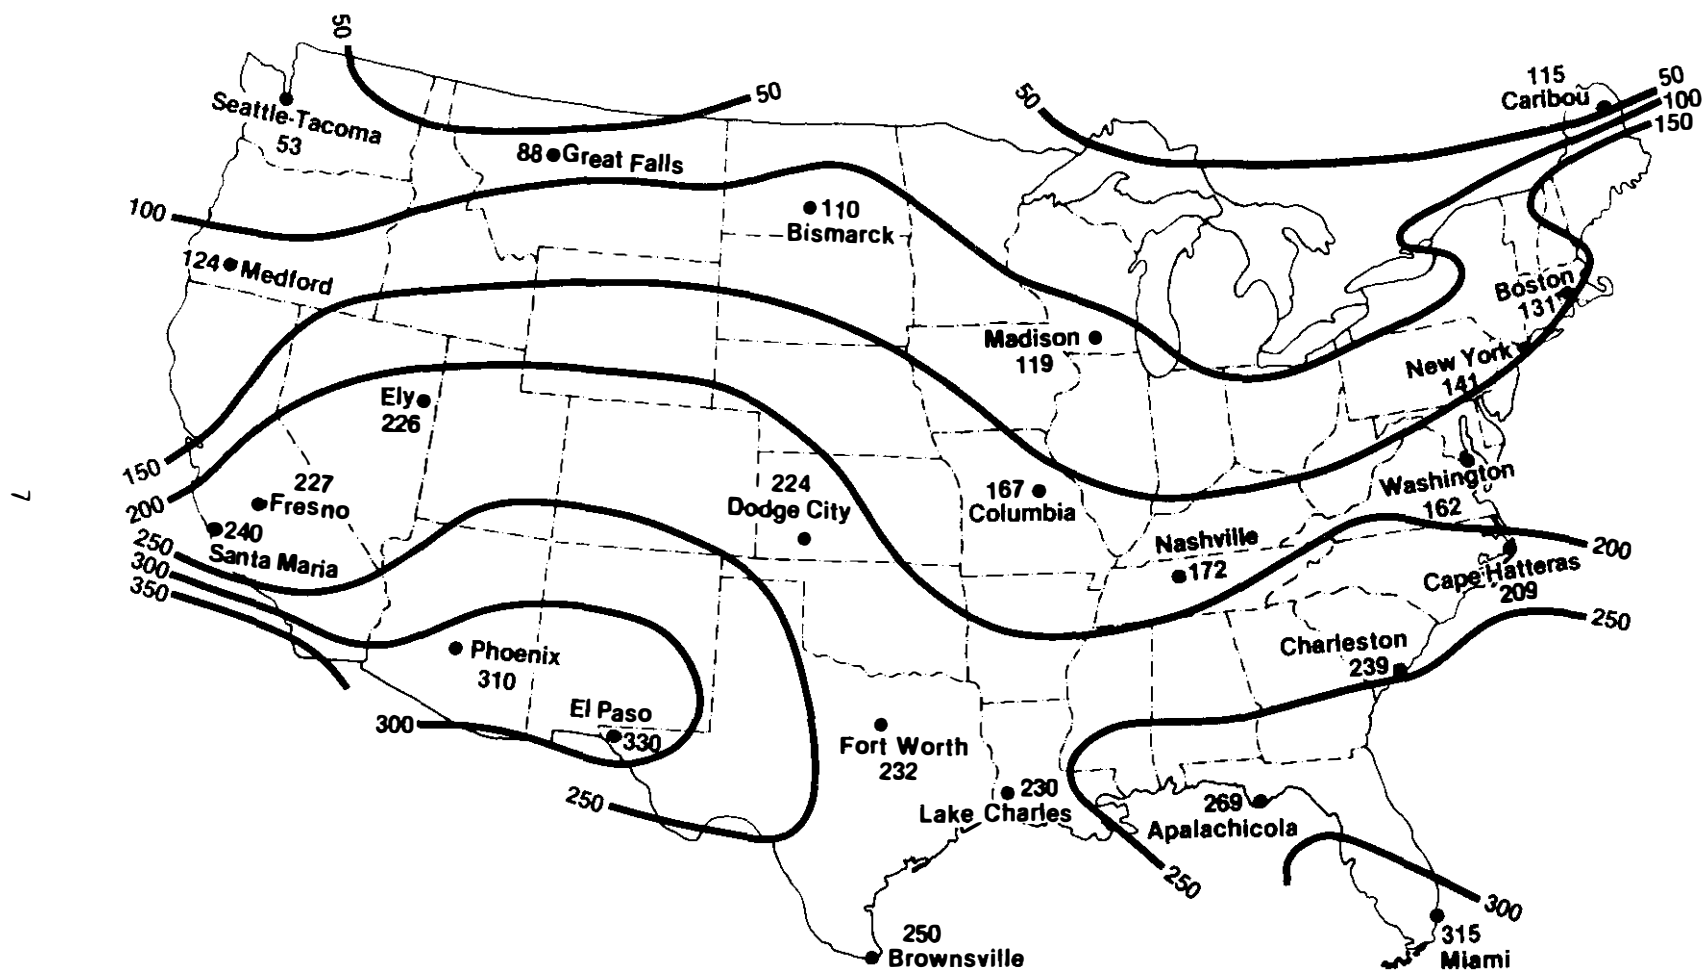 50
50
50
115
Caribou
50
100
150
Seattle-Tacoma
53
88 Great Falls
100
110
Bismarck
124 Medford
Boston
131
Madison
119
New York
141
Ely
226
150
200
227
Fresno
224
Dodge City
167
Columbia
Washington
162
240
Santa Maria
250
300
350
Nashville
172
200
Cape Hatteras
209
250
Phoenix
310
Charleston
239
El Paso
330
300
Fort Worth
232
250
230
Lake Charles
269
Apalachicola
250
300
250
Brownsville
315
Miami
7